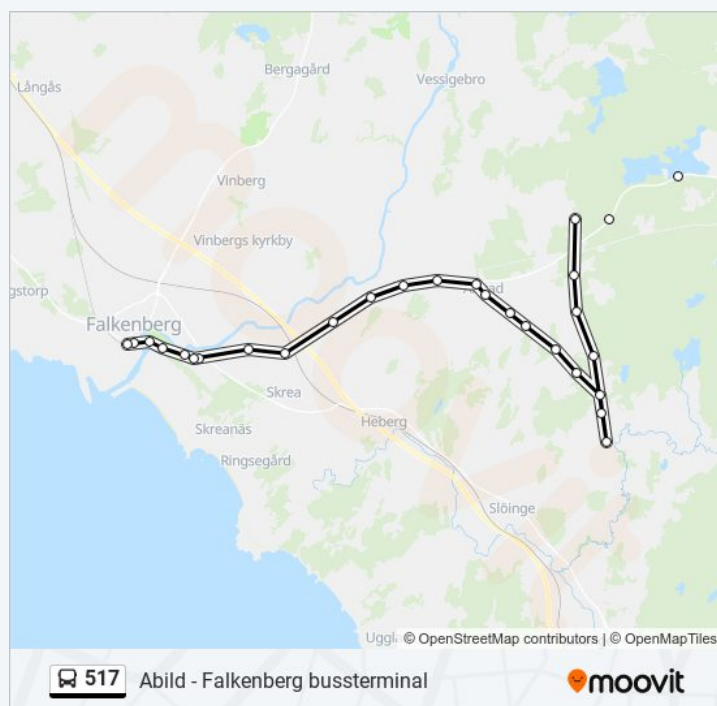 Långås
Bergagård
Vessigebro
Vinberg
Vinbergs kyrkby
Falkenberg
Skrea
Heberg
Skreanäs
Ringsegård
Slöinge
© OpenStreetMap contributors | © OpenMapTiles
517
Abild - Falkenberg bussterminal
moovit